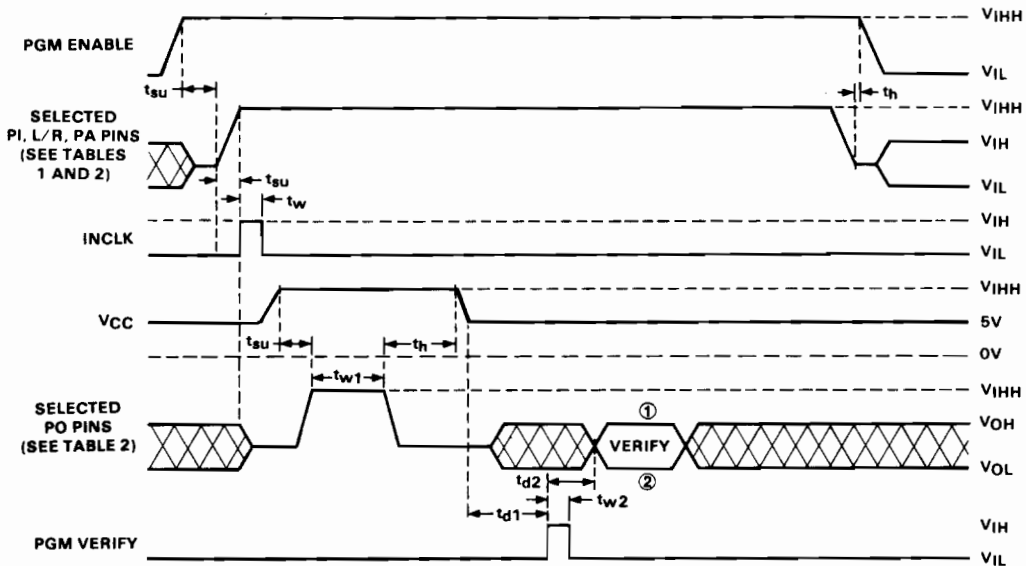 PGM ENABLE
VIHH
VIL
tsu
th
SELECTED
PI, L/R, PA PINS
(SEE TABLES
1 AND 2)
VIHH
VIH
VIL
tsu
tw
INCLK
VIH
VIL
VCC
VIHH
5V
0V
tsu
th
tw1
SELECTED
PO PINS
(SEE TABLE 2)
VIHH
VOH
VOL
①
VERIFY
②
td2
tw2
td1
PGM VERIFY
VIH
VIL